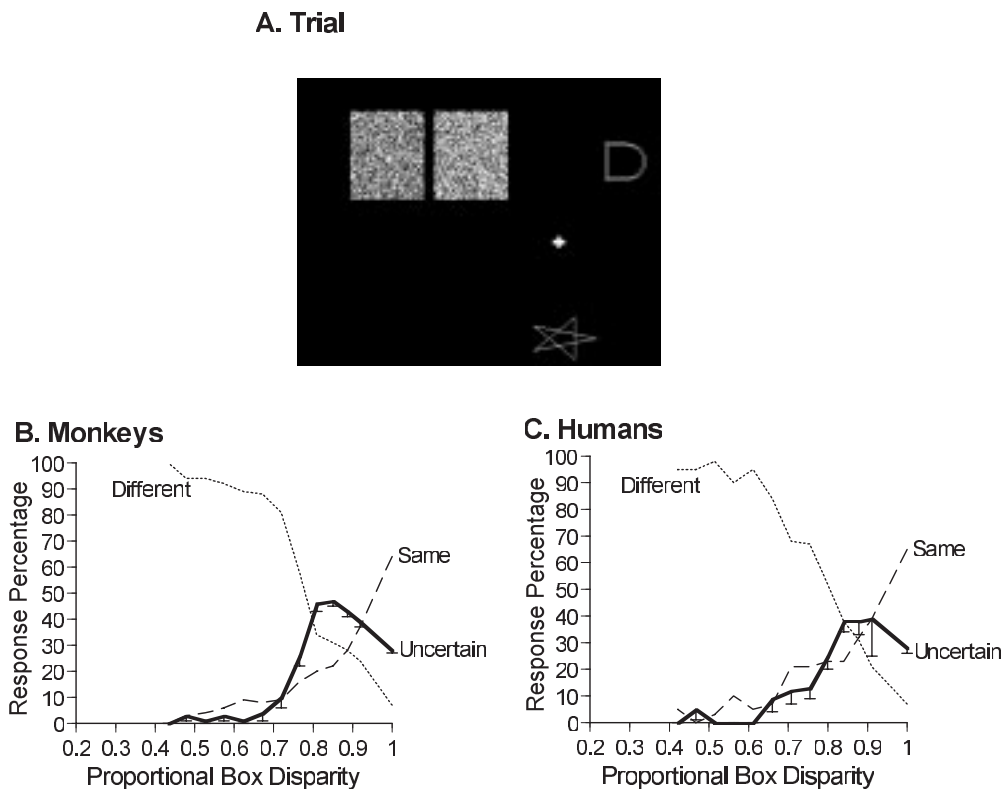 A. Trial
D
B. Monkeys
100
90
80
70
60
50
40
30
20
10
0
Response Percentage
Different
Same
Uncertain
0.2 0.3 0.4 0.5 0.6 0.7 0.8 0.9 1
Proportional Box Disparity
C. Humans
100
90
80
70
60
50
40
30
20
10
0
Response Percentage
Different
Same
Uncertain
0.2 0.3 0.4 0.5 0.6 0.7 0.8 0.9 1
Proportional Box Disparity